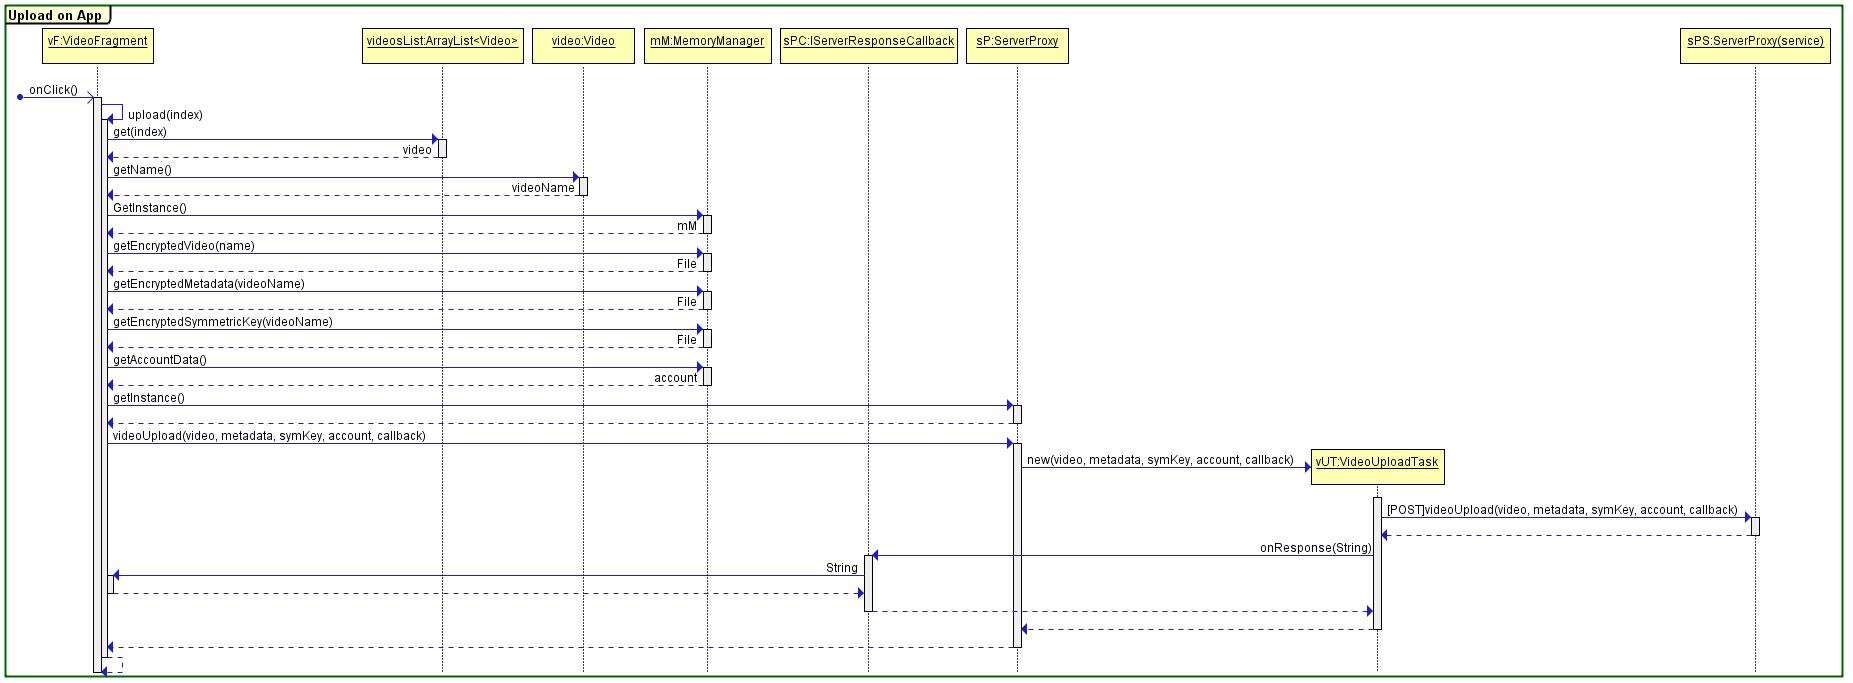 Upload on App
vF:VideoFragment
videosList:ArrayList<Video>
video:Video
mM:MemoryManager
sPC:IServerResponseCallback
sP:ServerProxy
sPS:ServerProxy(service)
onClick()
upload(index)
get(index)
video
getName()
videoName
GetInstance()
mM
getEncryptedVideo(name)
File
getEncryptedMetadata(videoName)
File
getEncryptedSymmetricKey(videoName)
File
getAccountData()
account
getInstance()
videoUpload(video, metadata, symKey, account, callback)
new(video, metadata, symKey, account, callback)
vUT:VideoUploadTask
[POST]videoUpload(video, metadata, symKey, account, callback)
onResponse(String)
String